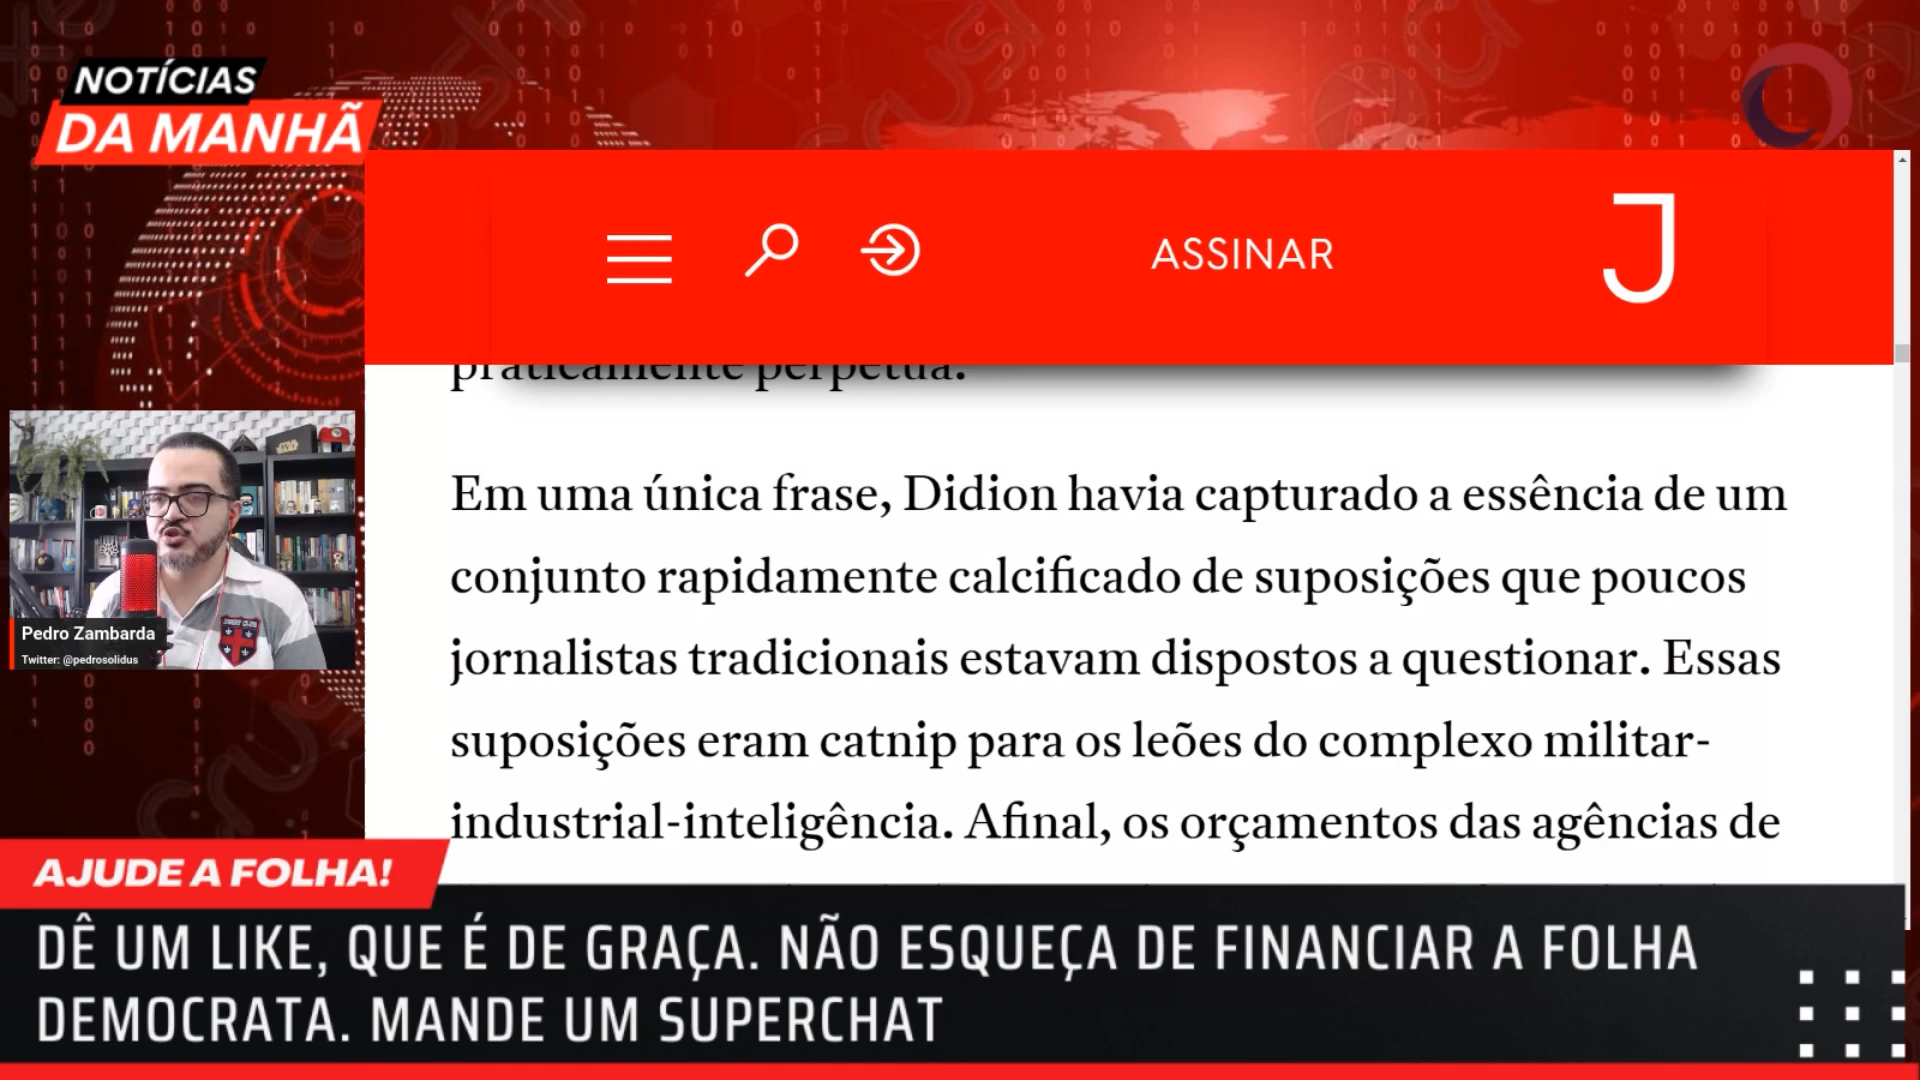 NOTÍCIAS
DA MANHÃ
ASSINAR
J
praticamente perpétua.
Em uma única frase, Didion havia capturado a essência de um
conjunto rapidamente calcificado de suposições que poucos
jornalistas tradicionais estavam dispostos a questionar. Essas
suposições eram catnip para os leões do complexo militar-
industrial-inteligência. Afinal, os orçamentos das agências de
Pedro Zambarda
Twitter: @pedrosolidus
AJUDE A FOLHA!
DÊ UM LIKE, QUE É DE GRAÇA. NÃO ESQUEÇA DE FINANCIAR A FOLHA
DEMOCRATA. MANDE UM SUPERCHAT